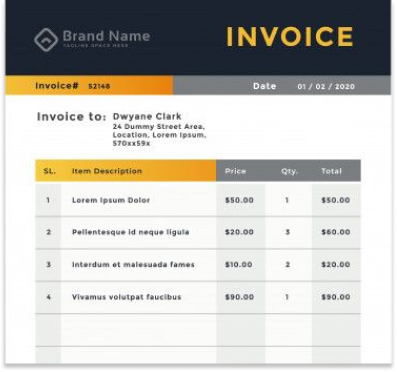 Brand Name
TAGLINE SPACE HERE
INVOICE
Invoice# 52148
Date 01 / 02 / 2020
Invoice to: Dwyane Clark
24 Dummy Street Area,
Location, Lorem Ipsum,
570xx59x
SL. Item Description Price Qty. Total
1 Lorem Ipsum Dolor $50.00 1 $50.00
2 Pellentesque id neque ligula $20.00 3 $60.00
3 Interdum et malesuada fames $10.00 2 $20.00
4 Vivamus volutpat faucibus $90.00 1 $90.00